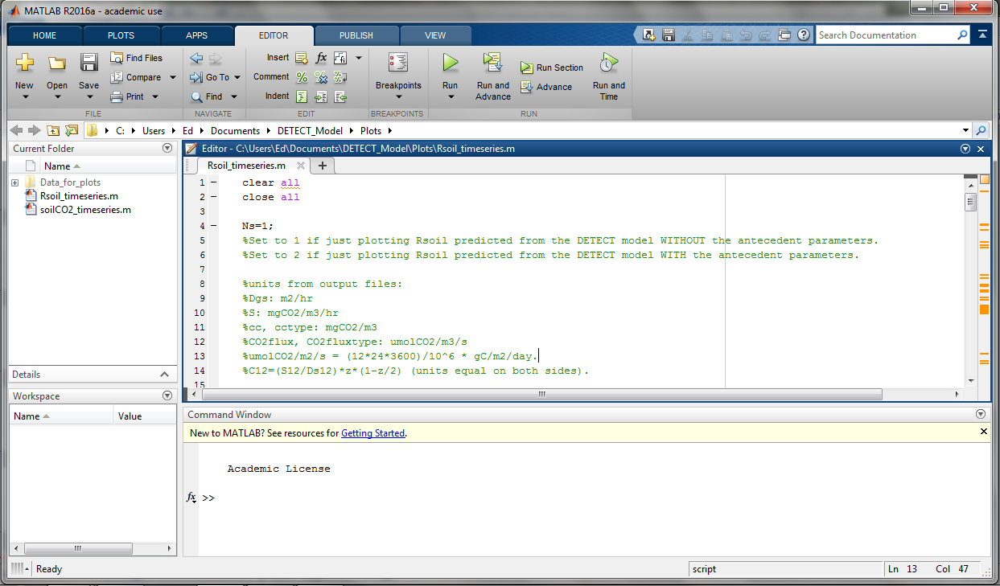 MATLAB R2016a - academic use
HOME PLOTS APPS EDITOR PUBLISH VIEW
Search Documentation
New Open Save Find Files Compare Print
FILE
Go To Find
NAVIGATE
Insert fx
Comment
Indent
EDIT
Breakpoints
BREAKPOINTS
Run Run and Advance Run Section Advance Run and Time
RUN
C: Users Ed Documents DETECT_Model Plots
Current Folder
Name
Data_for_plots
Rsoil_timeseries.m
soilCO2_timeseries.m
Details
Workspace
Name Value
Editor - C:\Users\Ed\Documents\DETECT_Model\Plots\Rsoil_timeseries.m
Rsoil_timeseries.m
1 clear all
2 close all
3
4 Ns=1;
5 %Set to 1 if just plotting Rsoil predicted from the DETECT model WITHOUT the antecedent parameters.
6 %Set to 2 if just plotting Rsoil predicted from the DETECT model WITH the antecedent parameters.
7
8 %units from output files:
9 %Dgs: m2/hr
10 %S: mgCO2/m3/hr
11 %cc, cctype: mgCO2/m3
12 %CO2flux, CO2fluxtype: umolCO2/m3/s
13 %umolCO2/m2/s = (12*24*3600)/10^6 * gC/m2/day.
14 %C12=(S12/Ds12)*z*(1-z/2) (units equal on both sides).
15
Command Window
New to MATLAB? See resources for Getting Started.
Academic License
fx >>
Ready
script
Ln 13 Col 47